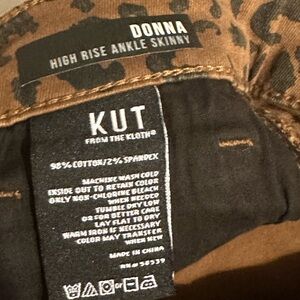 DONNA
HIGH RISE ANKLE SKINNY
KUT
FROM THE KLOTH®
98% COTTON/2% SPANDEX
MACHINE WASH COLD
INSIDE OUT TO RETAIN COLOR
ONLY NON-CHLORINE BLEACH
WHEN NEEDED
TUMBLE DRY LOW
OR FOR BETTER CARE
LAY FLAT TO DRY
WARM IRON IF NECESSARY
COLOR MAY TRANSFER
WHEN NEW
MADE IN CHINA